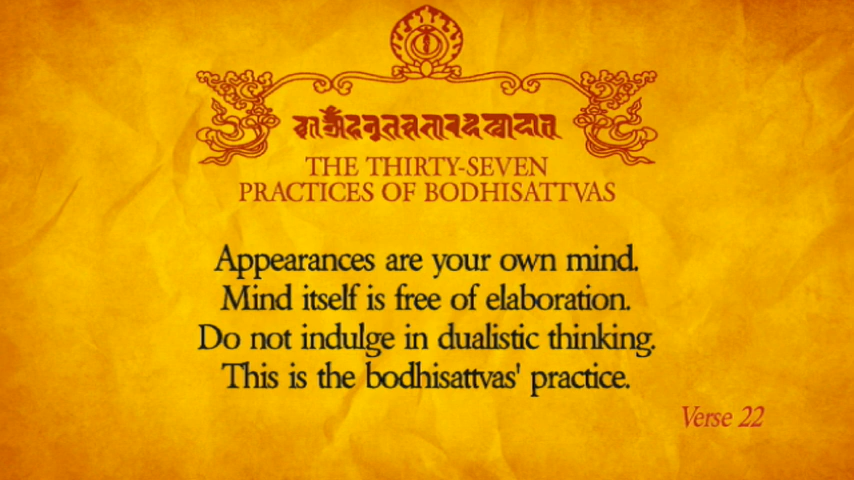 THE THIRTY-SEVEN
PRACTICES OF BODHISATTVAS
Appearances are your own mind.
Mind itself is free of elaboration.
Do not indulge in dualistic thinking.
This is the bodhisattvas' practice.
Verse 22